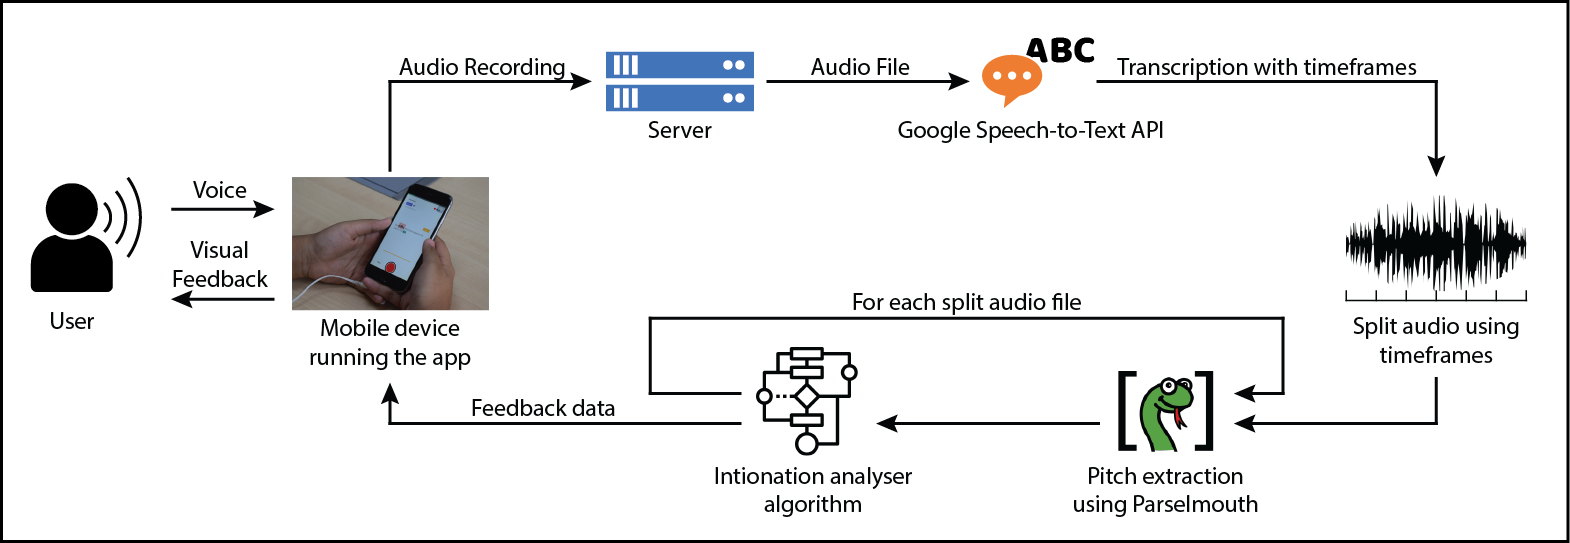 Audio Recording
Server
Audio File
ABC
Google Speech-to-Text API
Transcription with timeframes
Voice
Visual
Feedback
User
Mobile device
running the app
Split audio using
timeframes
For each split audio file
Feedback data
Intionation analyser
algorithm
Pitch extraction
using Parselmouth